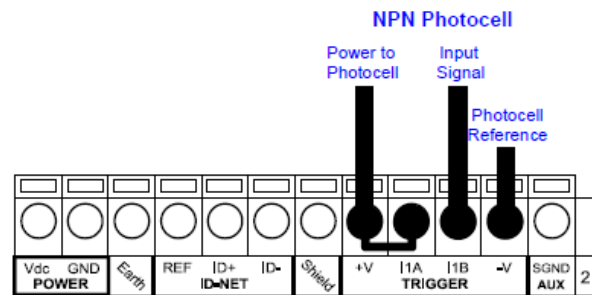 NPN Photocell
Power to
Photocell
Input
Signal
Photocell
Reference
Vdc GND Earth REF ID+ ID- Shield +V I1A I1B -V SGND
POWER ID-NET TRIGGER AUX 2